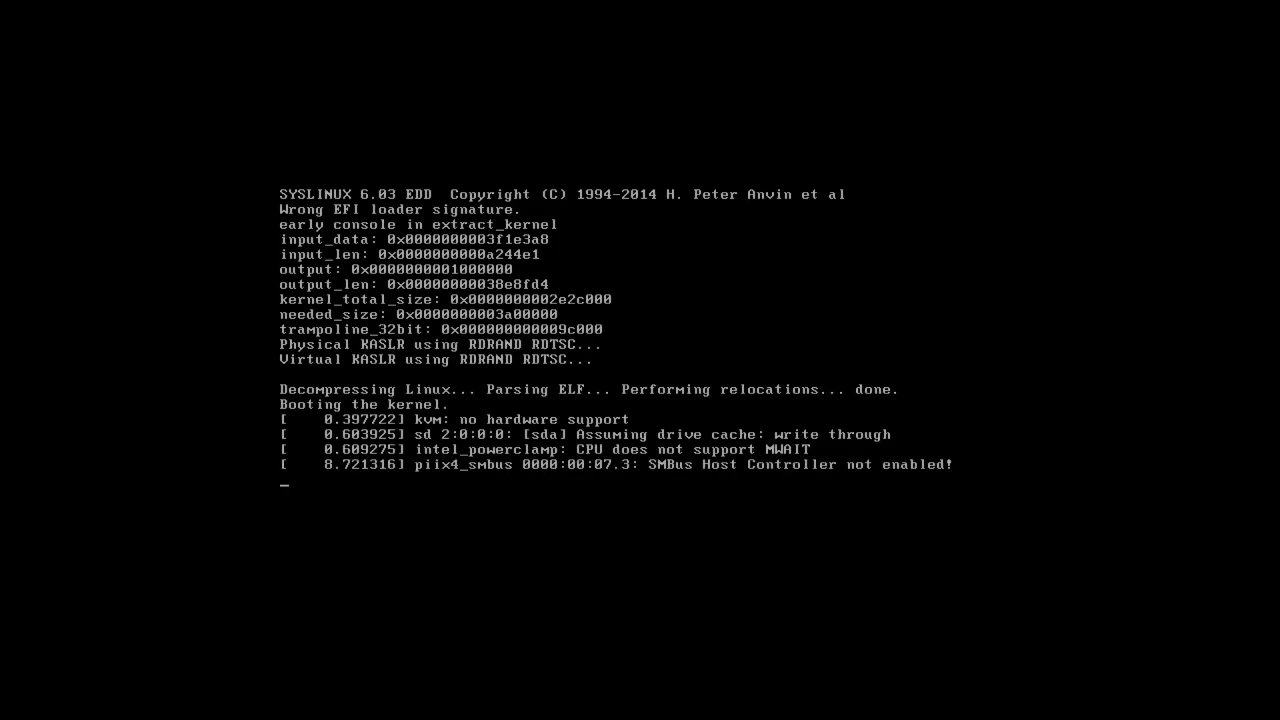 SYSLINUX 6.03 EDD  Copyright (C) 1994-2014 H. Peter Anvin et al
Wrong EFI loader signature.
early console in extract_kernel
input_data: 0x0000000003f1e3a8
input_len: 0x0000000000a244e1
output: 0x0000000001000000
output_len: 0x00000000038e8fd4
kernel_total_size: 0x0000000002e2c000
needed_size: 0x0000000003a00000
trampoline_32bit: 0x000000000009c000
Physical KASLR using RDRAND RDTSC...
Virtual KASLR using RDRAND RDTSC...
Decompressing Linux... Parsing ELF... Performing relocations... done.
Booting the kernel.
[    0.397722] kvm: no hardware support
[    0.603925] sd 2:0:0:0: [sda] Assuming drive cache: write through
[    0.609275] intel_powerclamp: CPU does not support MWAIT
[    8.721316] piix4_smbus 0000:00:07.3: SMBus Host Controller not enabled!
_